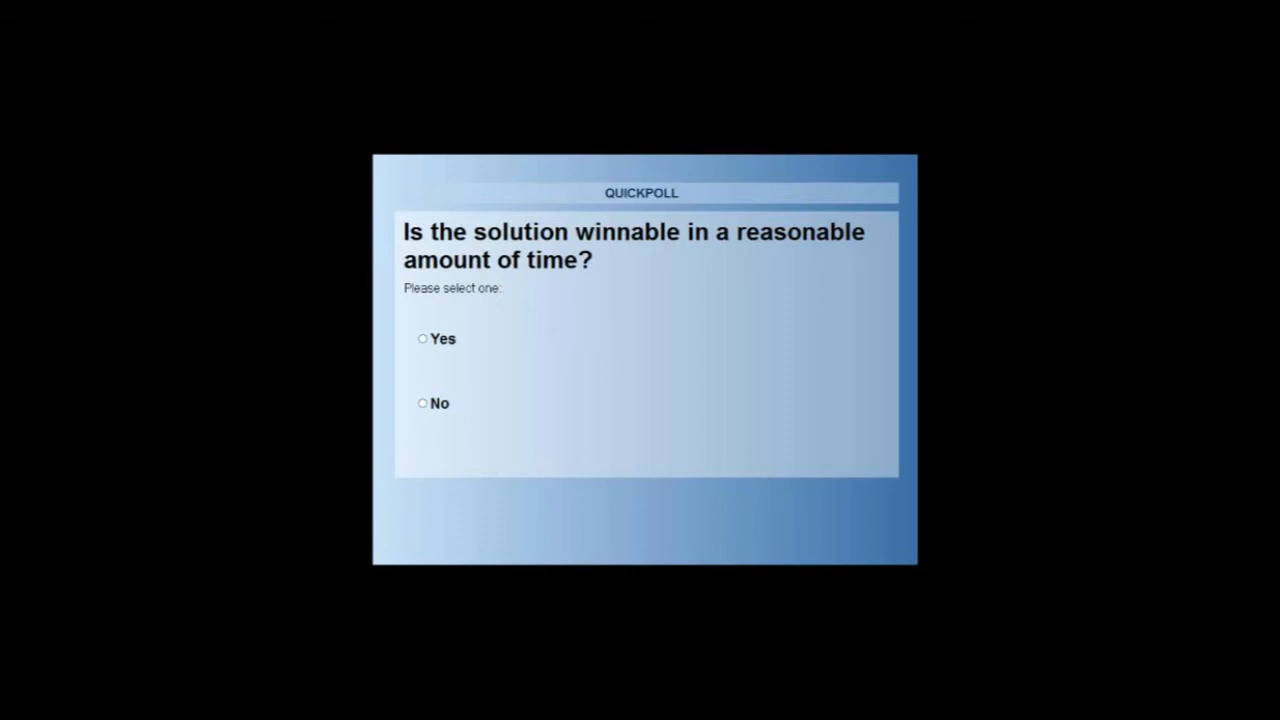 QUICKPOLL
Is the solution winnable in a reasonable
amount of time?
Please select one:
Yes
No